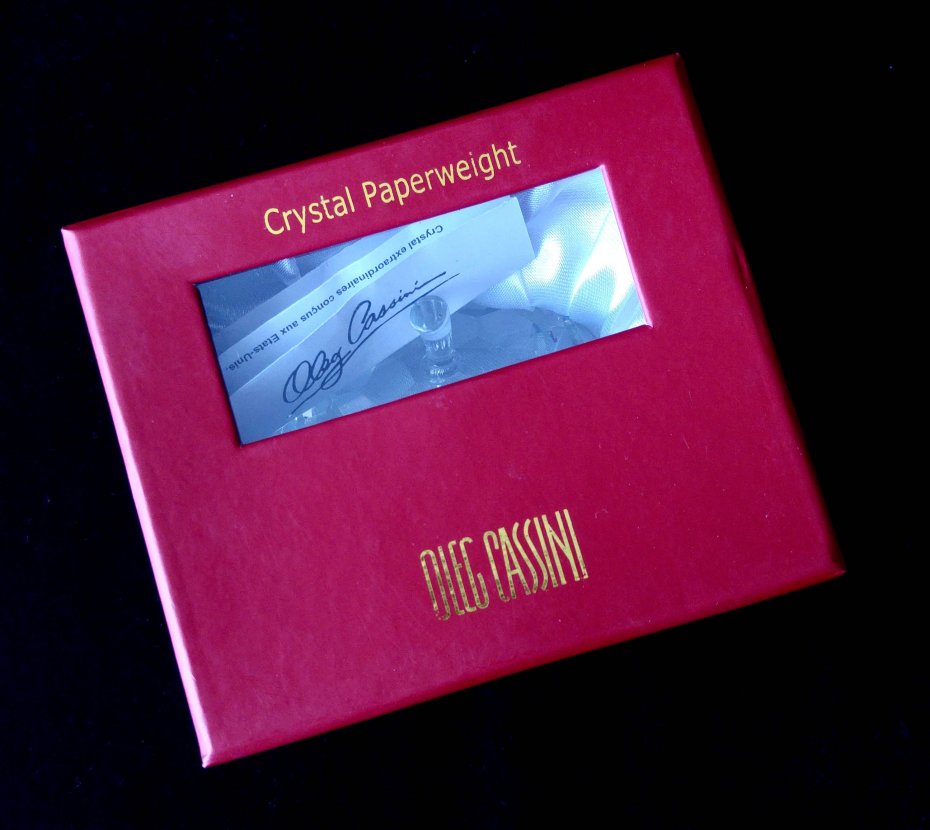 Crystal Paperweight
Crystal extraordinaires conçus aux Etats-Unis.
Oleg Cassini
OLEG CASSINI